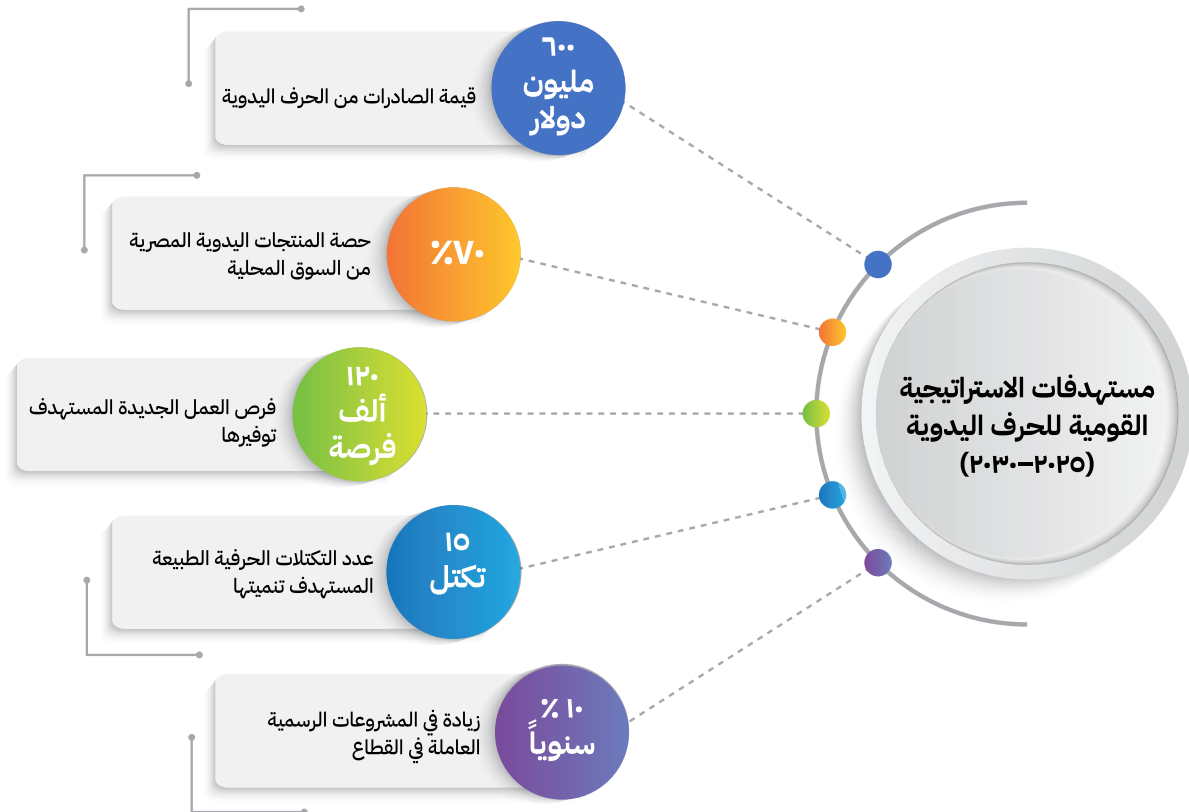 مستهدفات الاستراتيجية
القومية للحرف اليدوية
(٢٠٢٥–٢٠٣٠)
٦٠٠
مليون
دولار
قيمة الصادرات من الحرف اليدوية
٧٠٪
حصة المنتجات اليدوية المصرية
من السوق المحلية
١٢٠
ألف
فرصة
فرص العمل الجديدة المستهدف
توفيرها
١٥
تكتل
عدد التكتلات الحرفية الطبيعة
المستهدف تنميتها
١٠ ٪
سنوياً
زيادة في المشروعات الرسمية
العاملة في القطاع